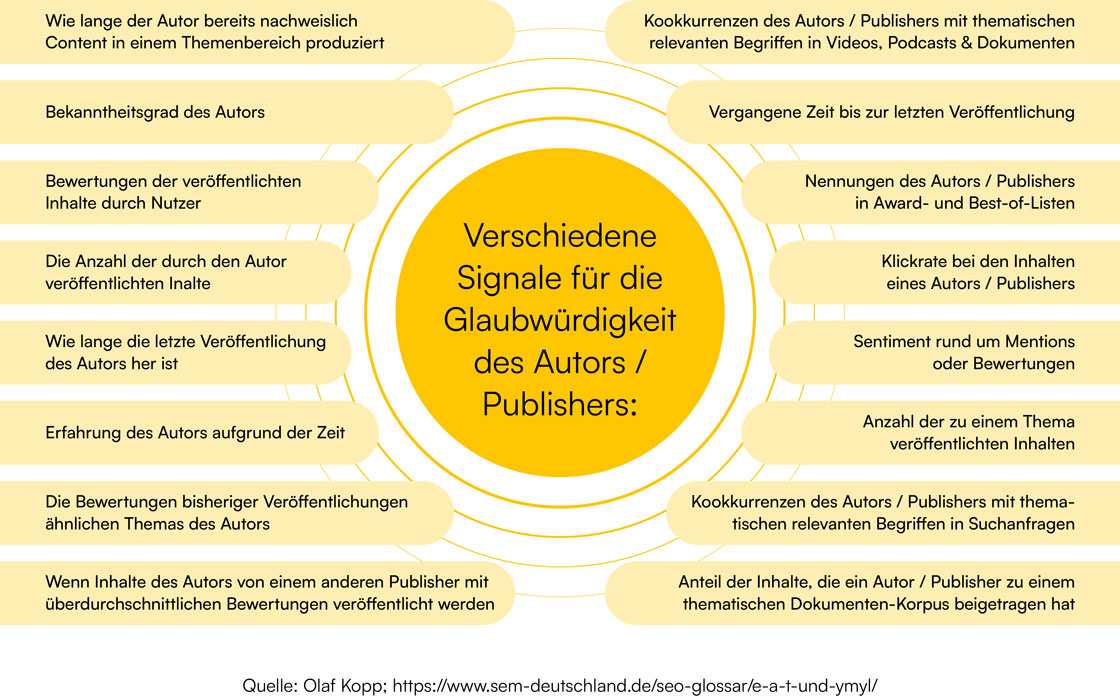 Wie lange der Autor bereits nachweislich
Content in einem Themenbereich produziert
Bekanntheitsgrad des Autors
Bewertungen der veröffentlichten
Inhalte durch Nutzer
Die Anzahl der durch den Autor
veröffentlichten Inalte
Wie lange die letzte Veröffentlichung
des Autors her ist
Erfahrung des Autors aufgrund der Zeit
Die Bewertungen bisheriger Veröffentlichungen
ähnlichen Themas des Autors
Wenn Inhalte des Autors von einem anderen Publisher mit
überdurchschnittlichen Bewertungen veröffentlicht werden
Verschiedene
Signale für die
Glaubwürdigkeit
des Autors /
Publishers:
Kookkurrenzen des Autors / Publishers mit thematischen
relevanten Begriffen in Videos, Podcasts & Dokumenten
Vergangene Zeit bis zur letzten Veröffentlichung
Nennungen des Autors / Publishers
in Award- und Best-of-Listen
Klickrate bei den Inhalten
eines Autors / Publishers
Sentiment rund um Mentions
oder Bewertungen
Anzahl der zu einem Thema
veröffentlichten Inhalten
Kookkurrenzen des Autors / Publishers mit thema-
tischen relevanten Begriffen in Suchanfragen
Anteil der Inhalte, die ein Autor / Publisher zu einem
thematischen Dokumenten-Korpus beigetragen hat
Quelle: Olaf Kopp; https://www.sem-deutschland.de/seo-glossar/e-a-t-und-ymyl/